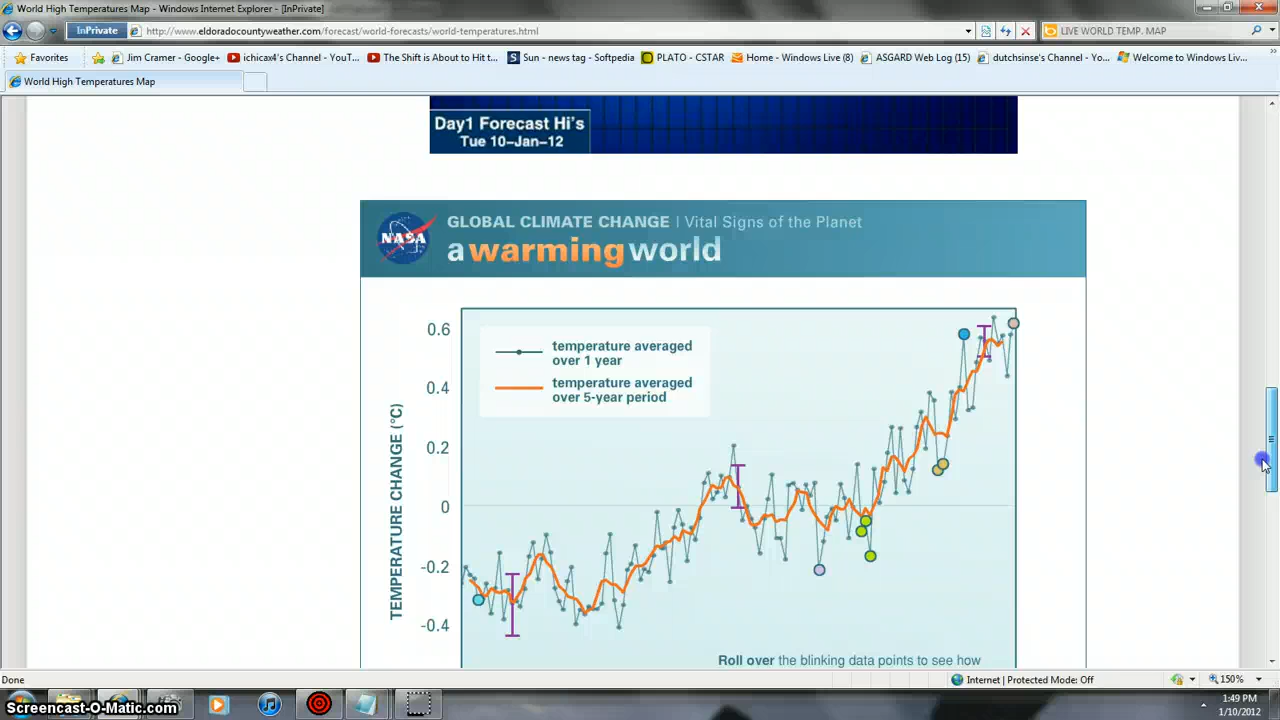 World High Temperatures Map - Windows Internet Explorer - [InPrivate]
InPrivate http://www.eldoradocountyweather.com/forecast/world-forecasts/world-temperatures.html LIVE WORLD TEMP. MAP
Favorites Jim Cramer - Google+ ichicax4's Channel - YouT... The Shift is About to Hit t... Sun - news tag - Softpedia PLATO - CSTAR Home - Windows Live (8) ASGARD Web Log (15) dutchsinse's Channel - Yo... Welcome to Windows Liv...
World High Temperatures Map
Day1 Forecast Hi's
Tue 10-Jan-12
NASA
GLOBAL CLIMATE CHANGE | Vital Signs of the Planet
a warming world
temperature averaged
over 1 year
temperature averaged
over 5-year period
TEMPERATURE CHANGE (°C)
0.6
0.4
0.2
0
-0.2
-0.4
Roll over the blinking data points to see how
Done Internet | Protected Mode: Off 150%
Screencast-O-Matic.com
1:49 PM
1/10/2012